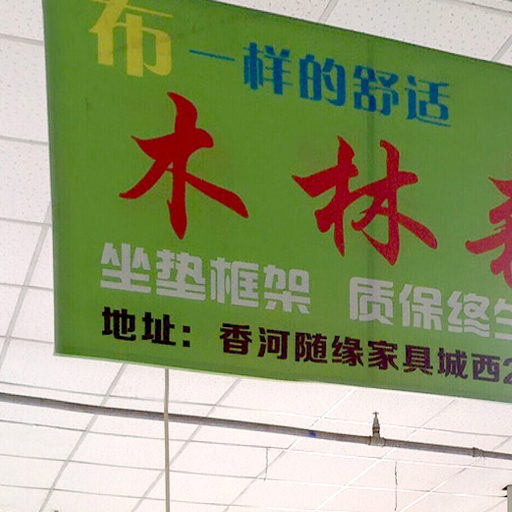 布一样的舒适
木林
坐垫框架 质保终生
地址：香河随缘家具城西2